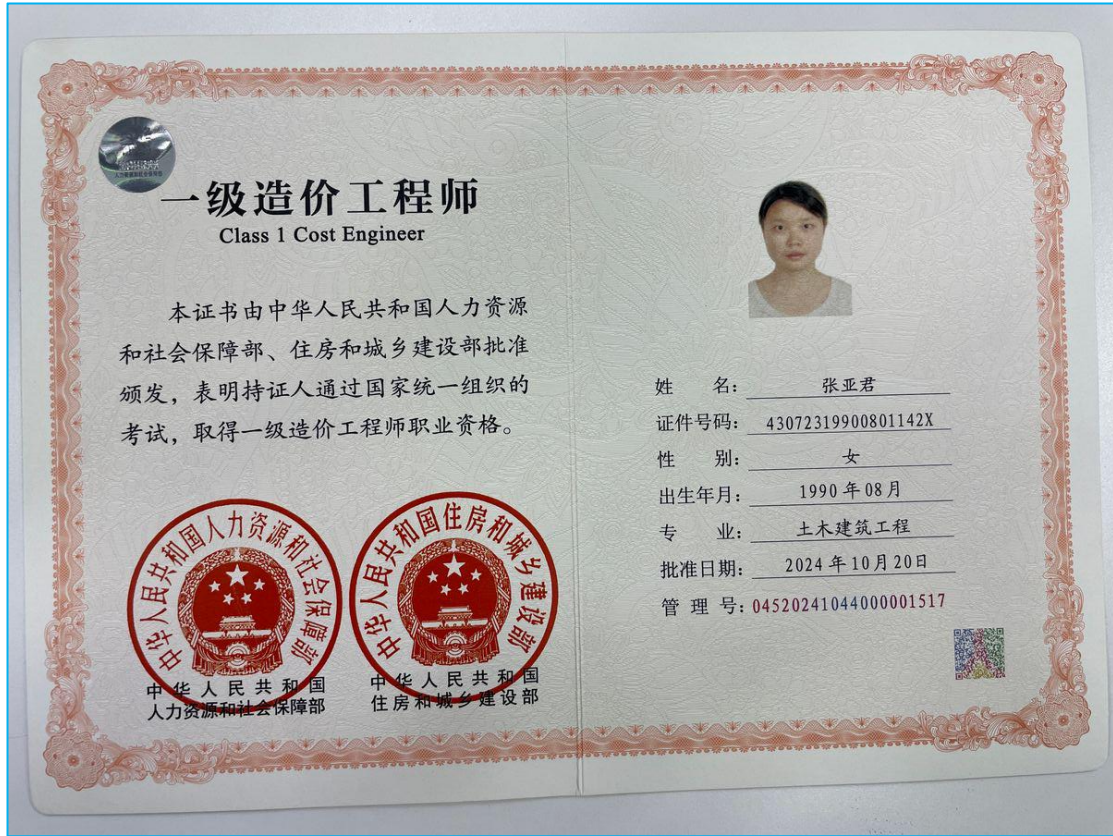 一级造价工程师
Class 1 Cost Engineer
本证书由中华人民共和国人力资源
和社会保障部、住房和城乡建设部批准
颁发，表明持证人通过国家统一组织的
考试，取得一级造价工程师职业资格。
中华人民共和国人力资源和社会保障部
中华人民共和国住房和城乡建设部
中华人民共和国
人力资源和社会保障部
中华人民共和国
住房和城乡建设部
姓名：张亚君
证件号码：43072319900801142X
性别：女
出生年月：1990年08月
专业：土木建筑工程
批准日期：2024年10月20日
管理号：04520241044000001517